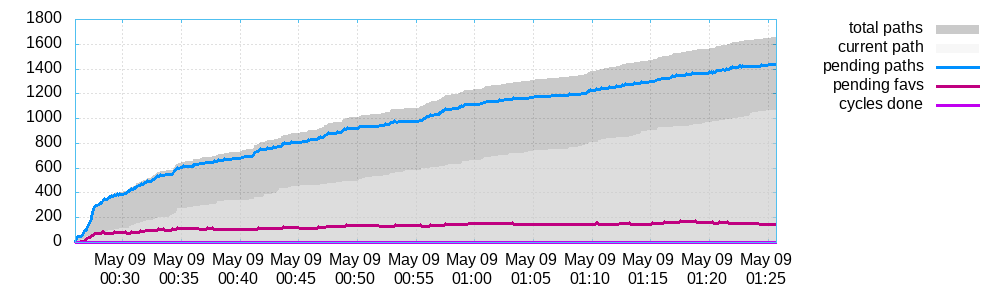 1800
1600
1400
1200
1000
800
600
400
200
0
May 09 May 09 May 09 May 09 May 09 May 09 May 09 May 09 May 09 May 09 May 09 May 09
00:30 00:35 00:40 00:45 00:50 00:55 01:00 01:05 01:10 01:15 01:20 01:25
total paths
current path
pending paths
pending favs
cycles done